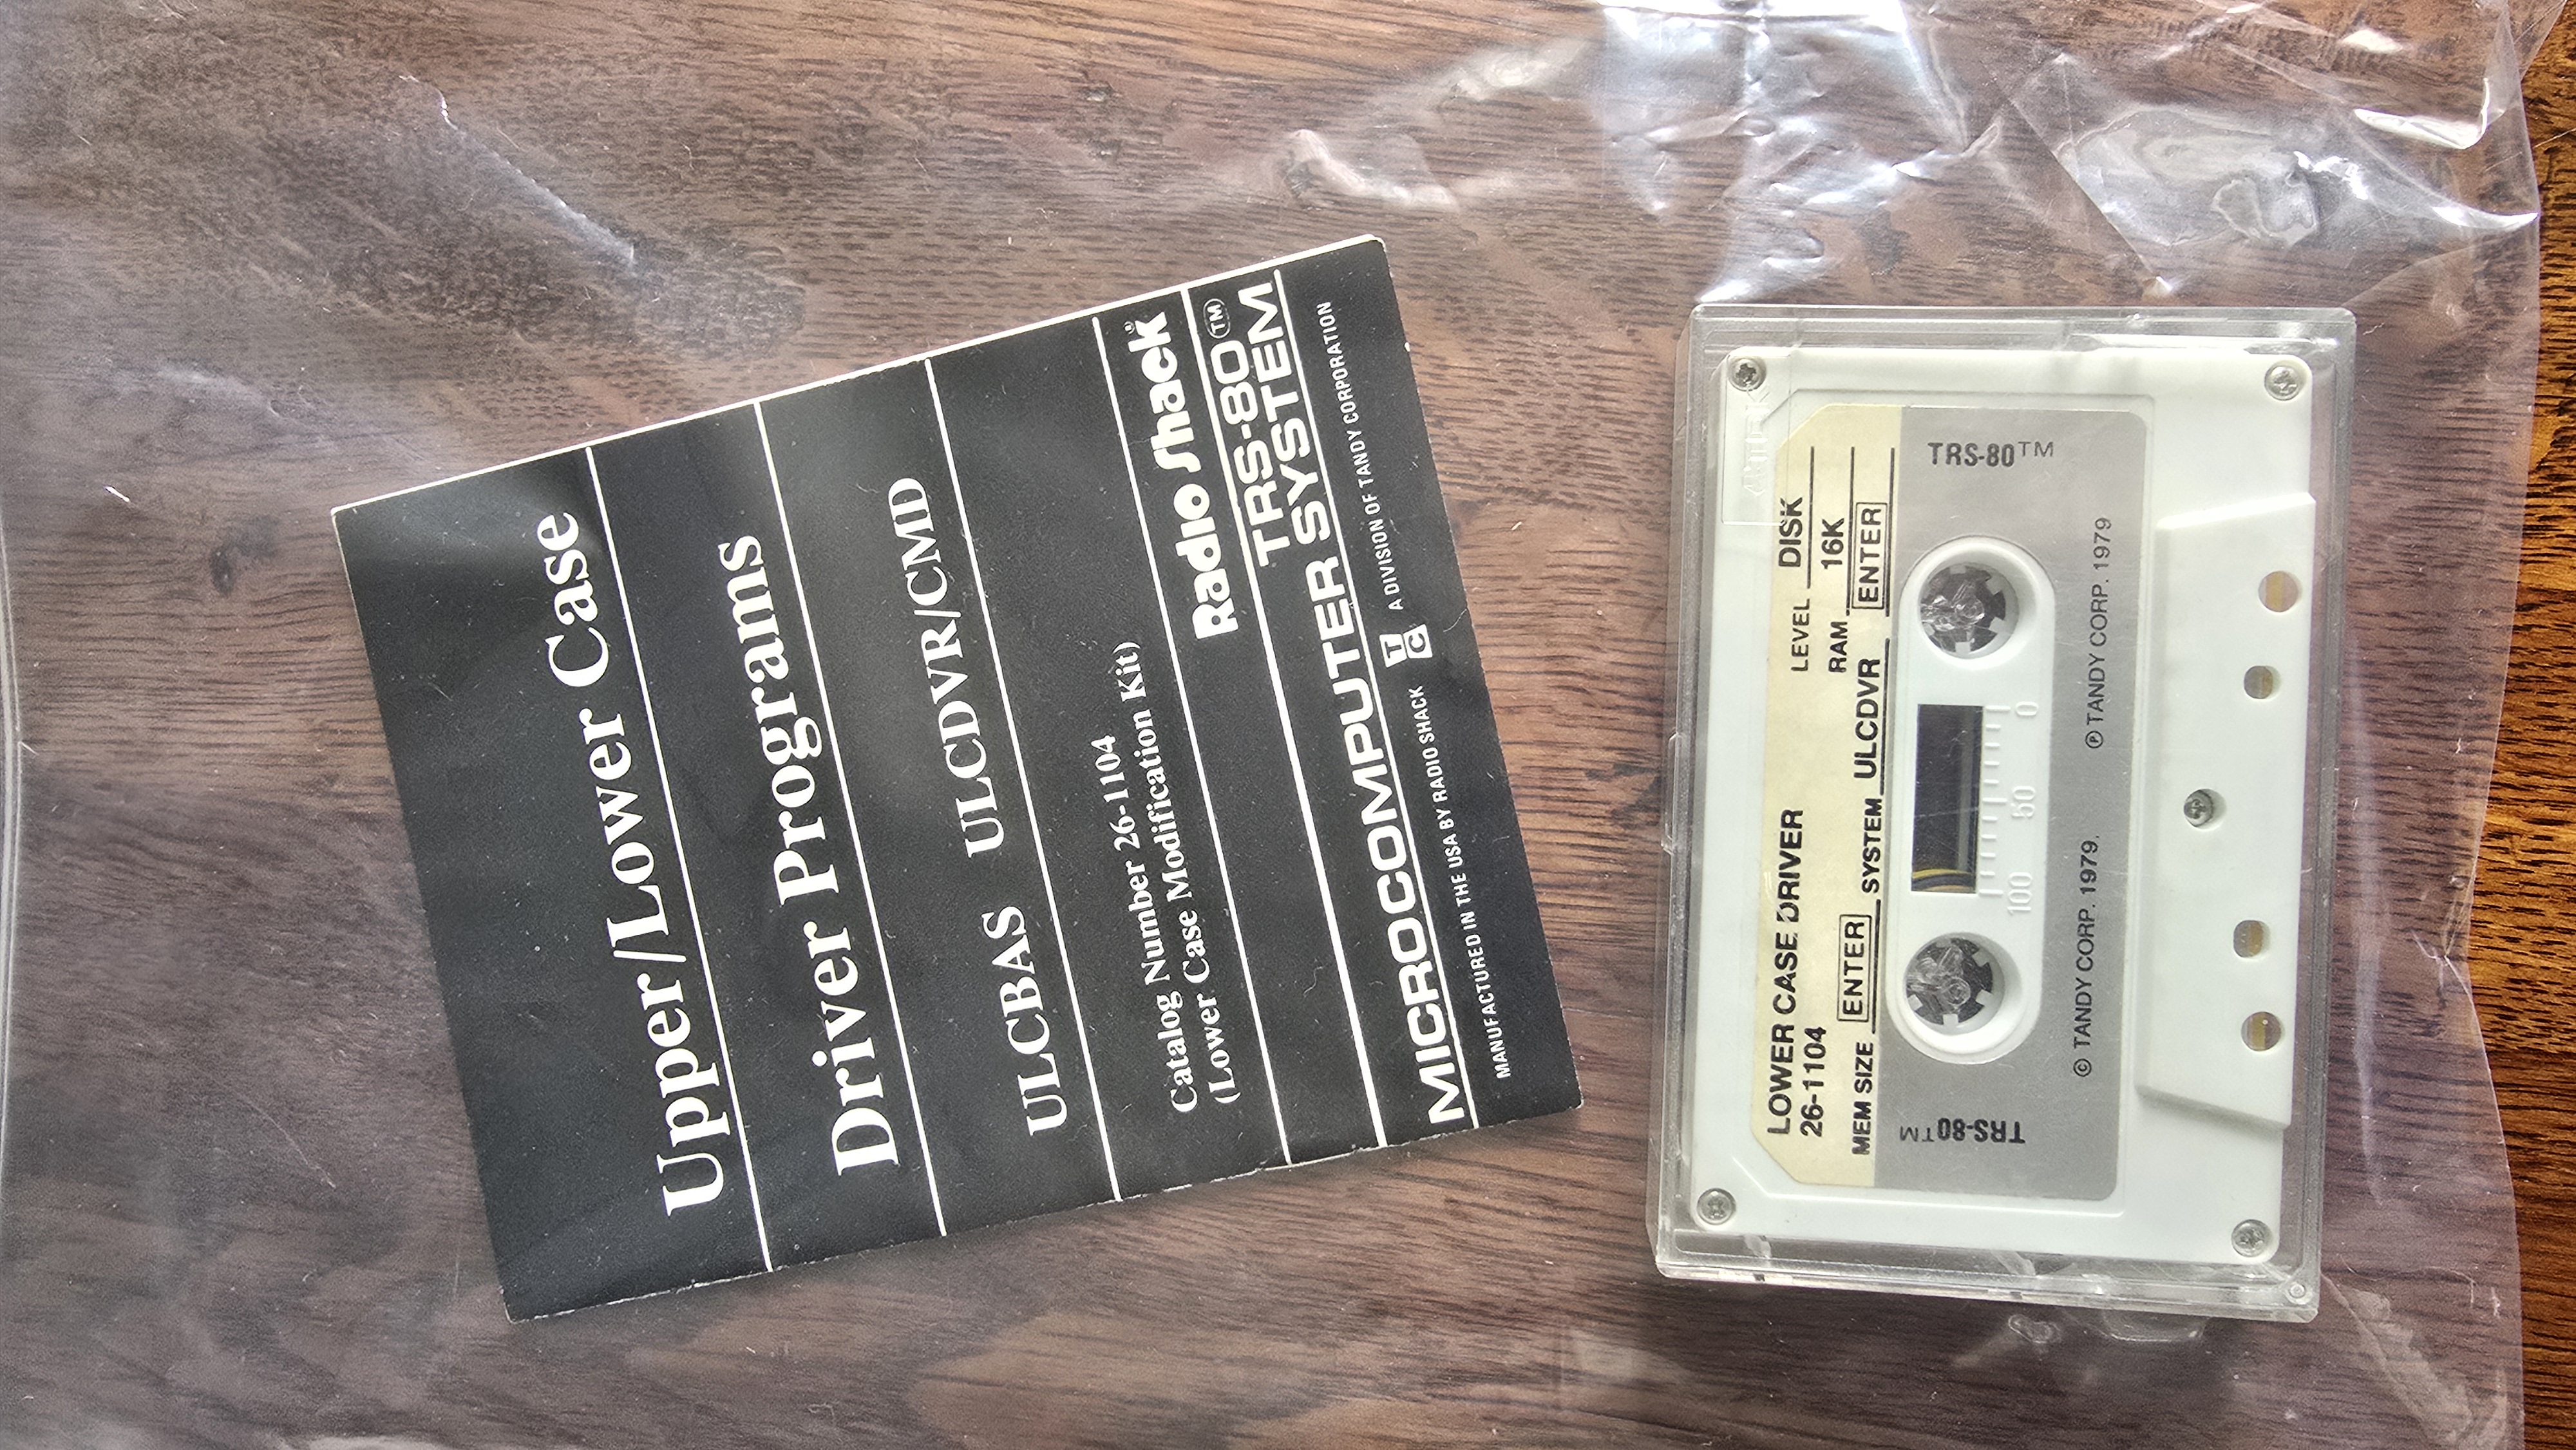 Upper/Lower Case
Driver Programs
ULCBAS ULCDVR/CMD
Catalog Number 26-1104
(Lower Case Modification Kit)
Radio Shack®
TRS-80™
MICROCOMPUTER SYSTEM
MANUFACTURED IN THE USA BY RADIO SHACK TC A DIVISION OF TANDY CORPORATION
LOWER CASE DRIVER LEVEL DISK
26-1104 RAM 16K
MEM SIZE ENTER SYSTEM ULCDVR ENTER
TRS-80™ TRS-80™
100 50 0
© TANDY CORP. 1979. ℗ TANDY CORP. 1979